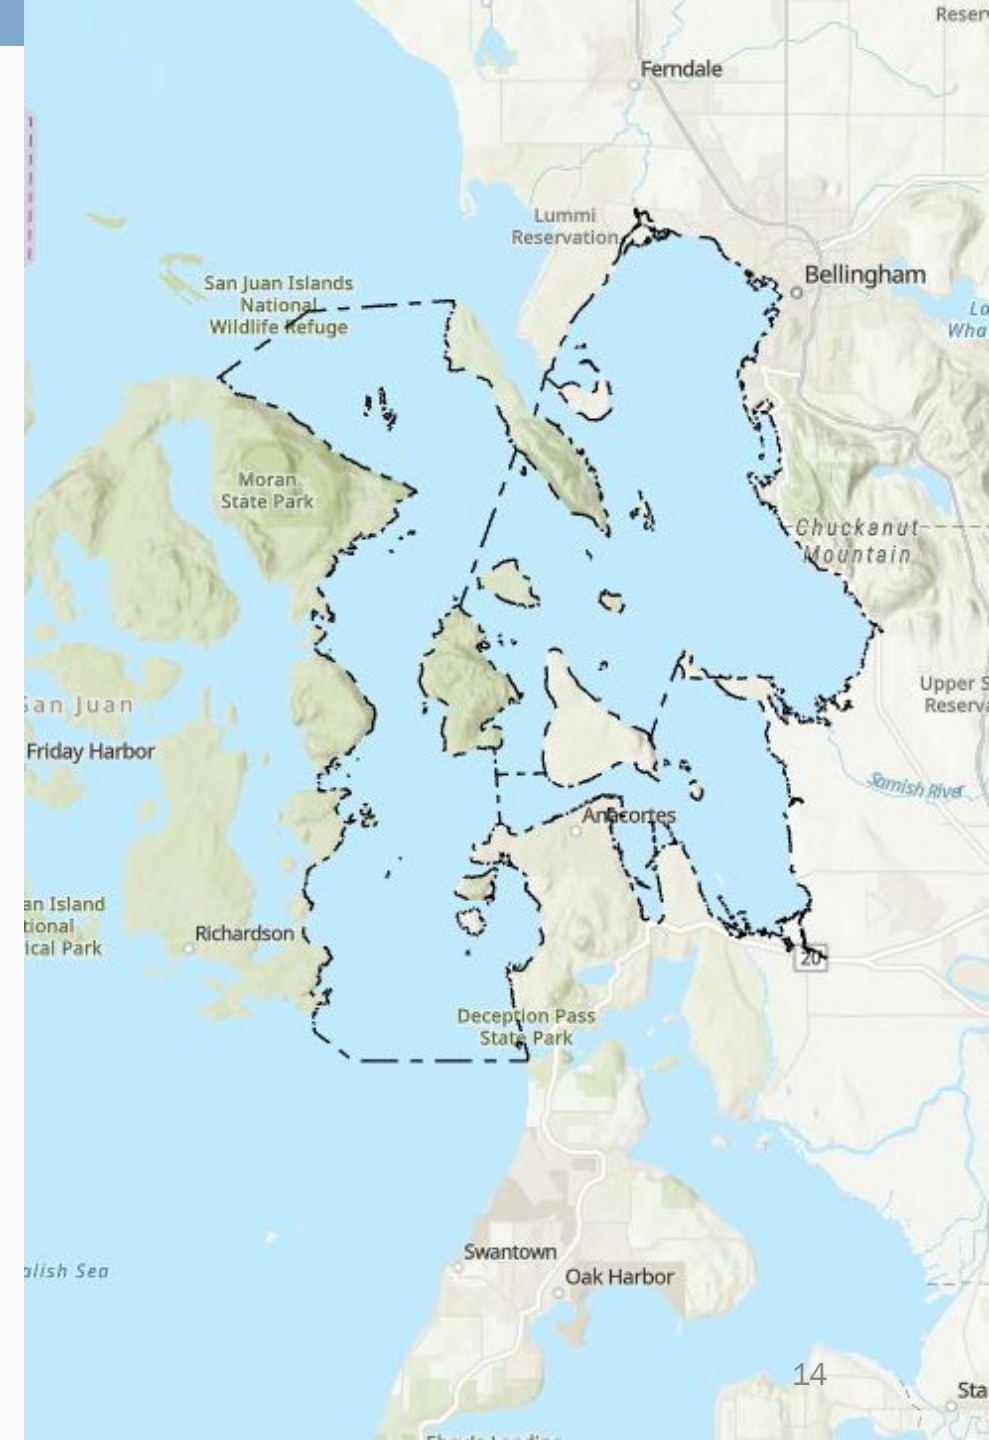 Reser
Ferndale
Lummi
Reservation
Bellingham
San Juan Islands
National
Wildlife Refuge
La
Wha
Moran
State Park
Chuckanut
Mountain
Upper S
Reserva
San Juan
Friday Harbor
Samish River
Anacortes
an Island
tional
ical Park
Richardson
20
Deception Pass
State Park
Swantown
Oak Harbor
alish Sea
14
Sta